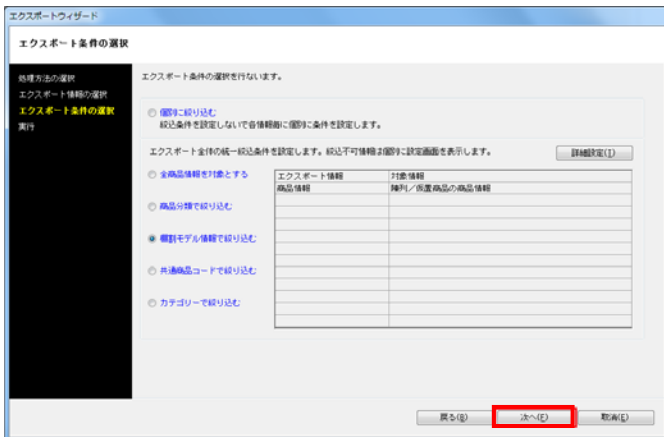 エクスポートウィザード
エクスポート条件の選択
処理方法の選択
エクスポート情報の選択
エクスポート条件の選択
実行
エクスポート条件の選択を行ないます。
個別に絞り込む
絞込条件を設定しないで各情報毎に個別に条件を設定します。
エクスポート全体の統一絞込条件を設定します。絞込不可情報は個別に設定画面を表示します。
詳細設定(I)
全商品情報を対象とする
エクスポート情報 対象情報
商品情報 陳列/仮置商品の商品情報
商品分類で絞り込む
棚割モデル情報で絞り込む
共通商品コードで絞り込む
カテゴリーで絞り込む
戻る(B) 次へ(F) 取消(E)